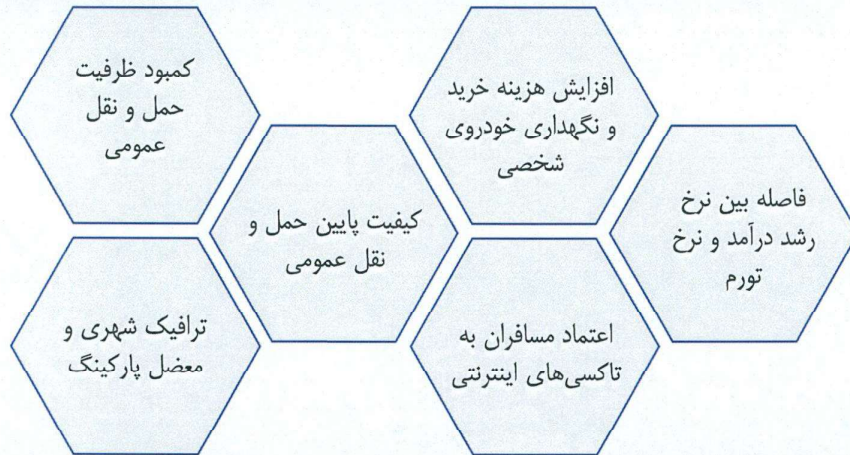 افزایش هزینه خرید
و نگهداری خودروی
شخصی
کمبود ظرفیت
حمل و نقل
عمومی
فاصله بین نرخ
رشد درآمد و نرخ
تورم
کیفیت پایین حمل و
نقل عمومی
اعتماد مسافران به
تاکسی‌های اینترنتی
ترافیک شهری و
معضل پارکینگ